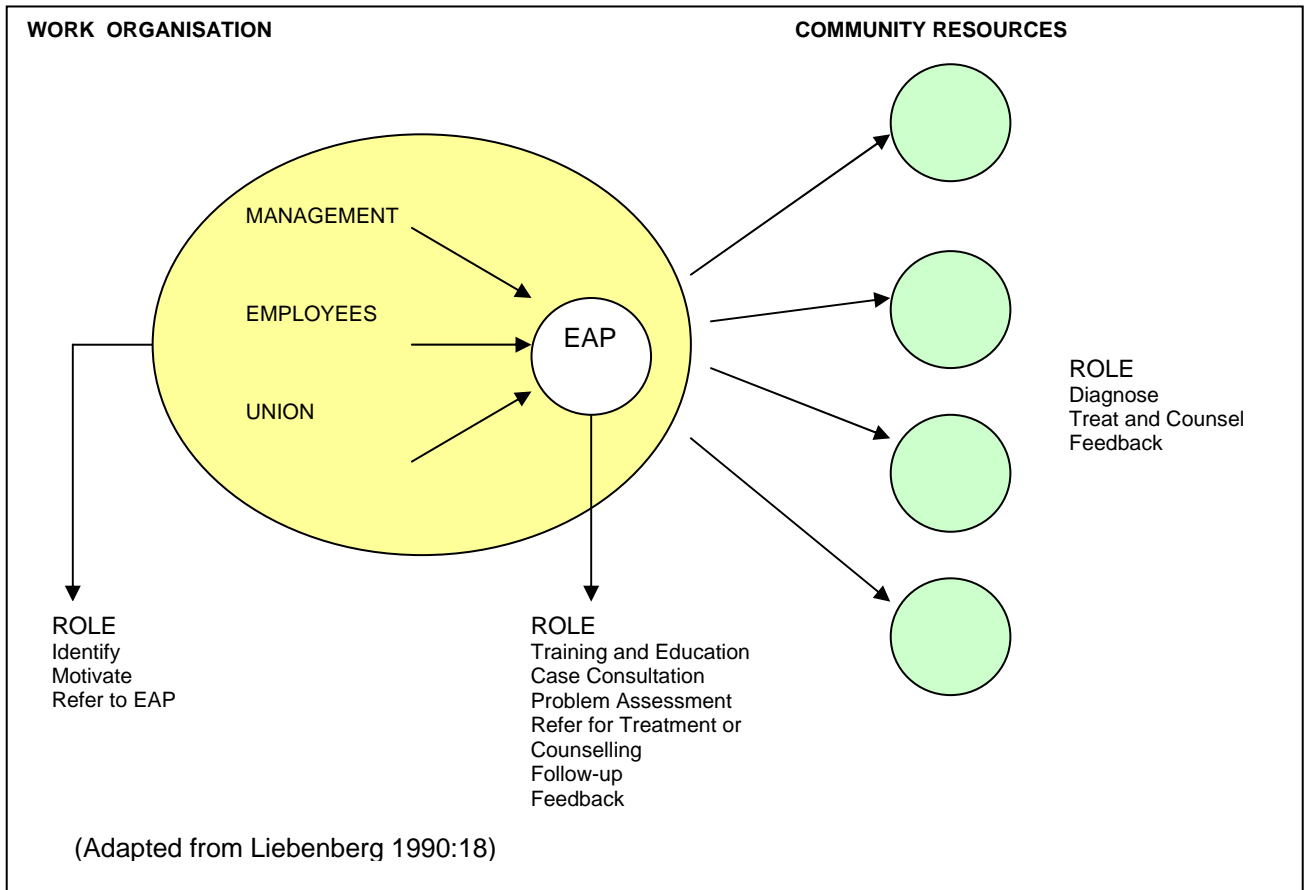 WORK ORGANISATION
COMMUNITY RESOURCES
MANAGEMENT
EMPLOYEES
EAP
UNION
ROLE
Diagnose
Treat and Counsel
Feedback
ROLE
Identify
Motivate
Refer to EAP
ROLE
Training and Education
Case Consultation
Problem Assessment
Refer for Treatment or
Counselling
Follow-up
Feedback
(Adapted from Liebenberg 1990:18)